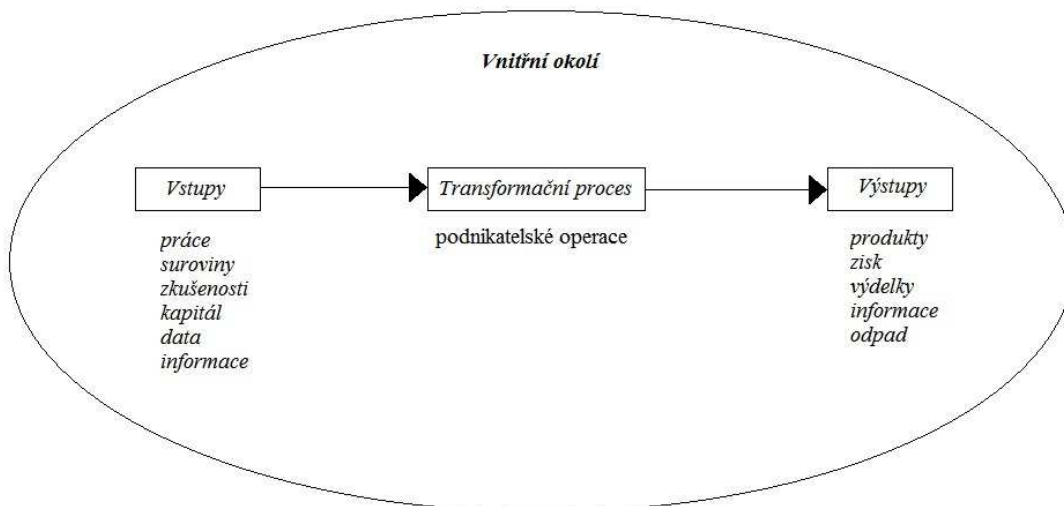 Vnitřní okolí
Vstupy
Transformační proces
Výstupy
práce
suroviny
zkušenosti
kapitál
data
informace
podnikatelské operace
produkty
zisk
výdelky
informace
odpad